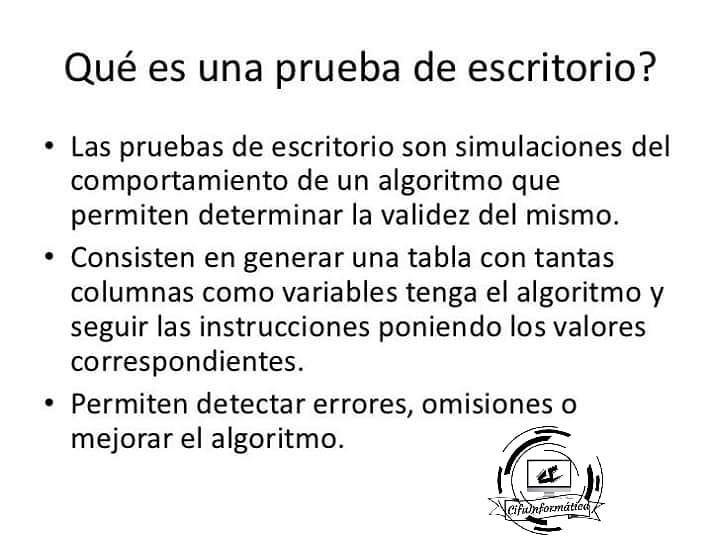 Qué es una prueba de escritorio?
• Las pruebas de escritorio son simulaciones del
comportamiento de un algoritmo que
permiten determinar la validez del mismo.
• Consisten en generar una tabla con tantas
columnas como variables tenga el algoritmo y
seguir las instrucciones poniendo los valores
correspondientes.
• Permiten detectar errores, omisiones o
mejorar el algoritmo.
CifuInformática